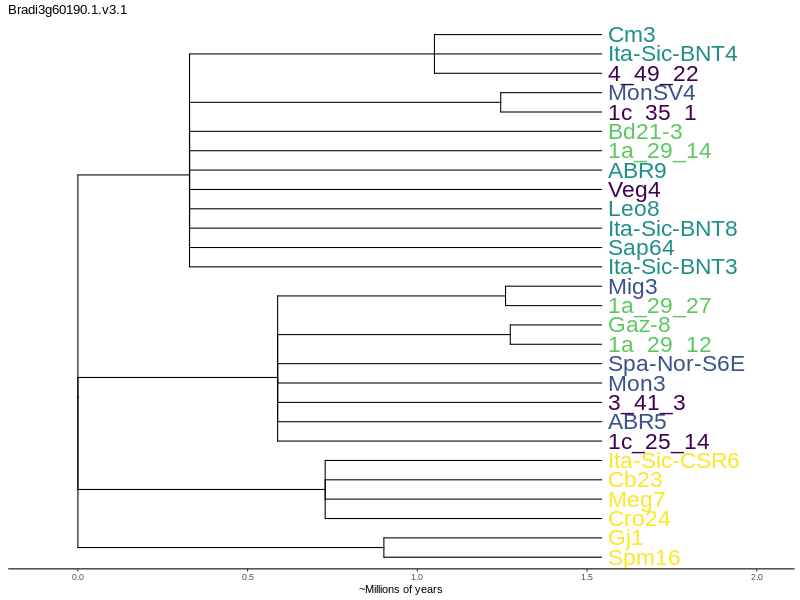 Bradi3g60190.1.v3.1
Cm3
Ita-Sic-BNT4
4_49_22
MonSV4
1c_35_1
Bd21-3
1a_29_14
ABR9
Veg4
Leo8
Ita-Sic-BNT8
Sap64
Ita-Sic-BNT3
Mig3
1a_29_27
Gaz-8
1a_29_12
Spa-Nor-S6E
Mon3
3_41_3
ABR5
1c_25_14
Ita-Sic-CSR6
Cb23
Meg7
Cro24
Gj1
Spm16
0.0 0.5 1.0 1.5 2.0
~Millions of years